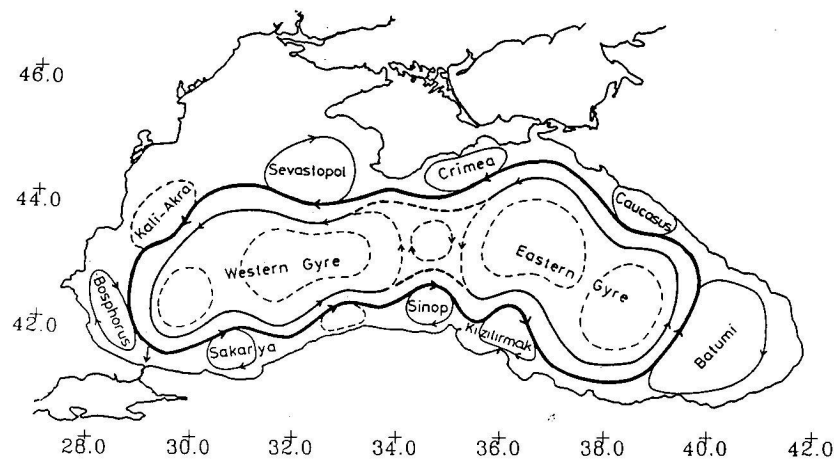 46.0
Sevastopol
Crimea
44.0
Kali-Akra
Caucasus
Western Gyre
Eastern Gyre
Bosphorus
42.0
Sinop
Kızılırmak
Sakarya
Batumi
28.0 30.0 32.0 34.0 36.0 38.0 40.0 42.0